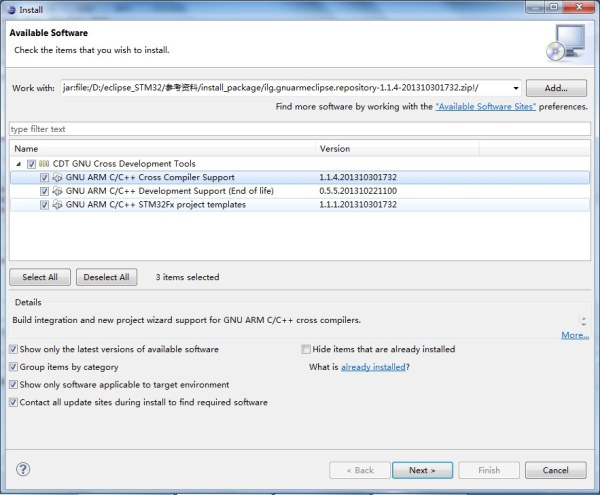 Install
Available Software
Check the items that you wish to install.
Work with: jar:file:/D:/eclipse_STM32/参考资料/install_package/ilg.gnuarmeclipse.repository-1.1.4-201310301732.zip!/ Add...
Find more software by working with the "Available Software Sites" preferences.
type filter text
Name Version
CDT GNU Cross Development Tools
GNU ARM C/C++ Cross Compiler Support 1.1.4.201310301732
GNU ARM C/C++ Development Support (End of life) 0.5.5.201310221100
GNU ARM C/C++ STM32Fx project templates 1.1.1.201310301732
Select All Deselect All 3 items selected
Details
Build integration and new project wizard support for GNU ARM C/C++ cross compilers.
More...
Show only the latest versions of available software Hide items that are already installed
Group items by category What is already installed?
Show only software applicable to target environment
Contact all update sites during install to find required software
? < Back Next > Finish Cancel